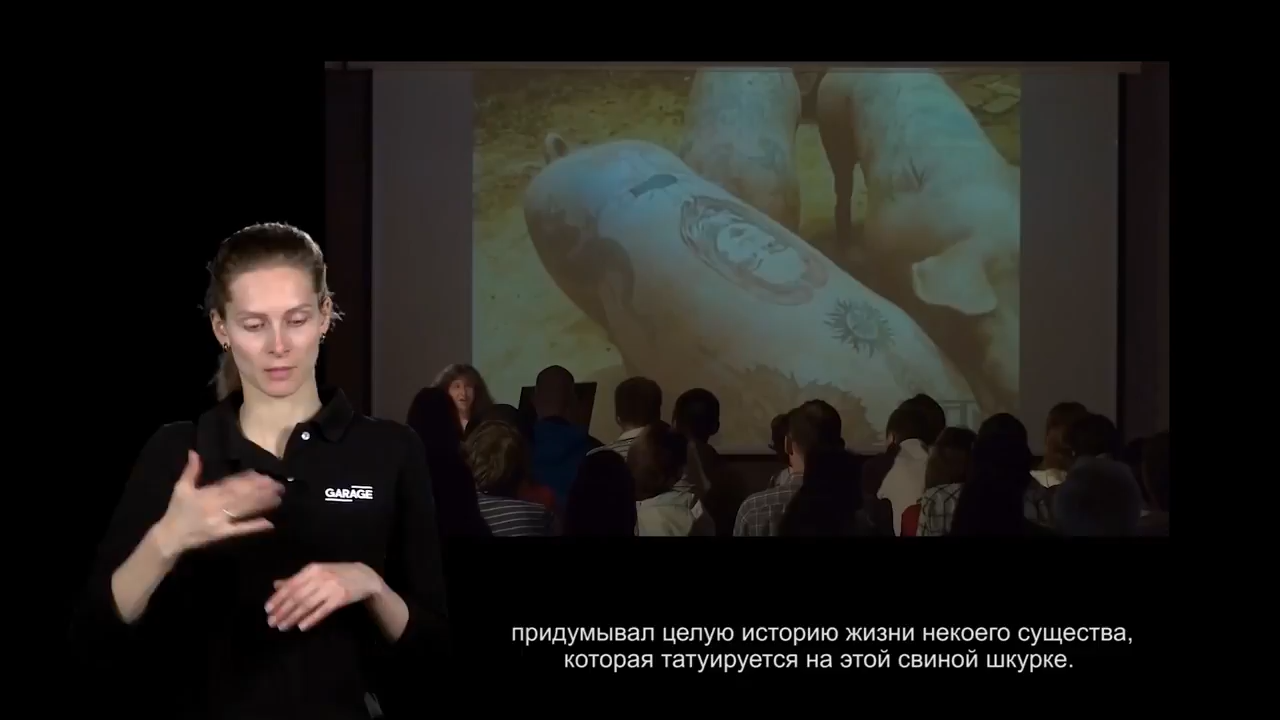 GARAGE
придумывал целую историю жизни некоего существа,
которая татуируется на этой свиной шкурке.